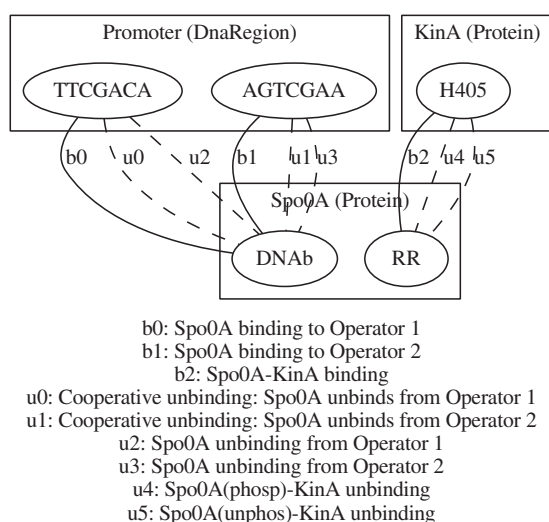 Promoter (DnaRegion)
KinA (Protein)
TTCGACA
AGTCGAA
H405
b0
u0
u2
b1
u1
u3
b2
u4
u5
Spo0A (Protein)
DNAb
RR
b0: Spo0A binding to Operator 1
b1: Spo0A binding to Operator 2
b2: Spo0A-KinA binding
u0: Cooperative unbinding: Spo0A unbinds from Operator 1
u1: Cooperative unbinding: Spo0A unbinds from Operator 2
u2: Spo0A unbinding from Operator 1
u3: Spo0A unbinding from Operator 2
u4: Spo0A(phosp)-KinA unbinding
u5: Spo0A(unphos)-KinA unbinding